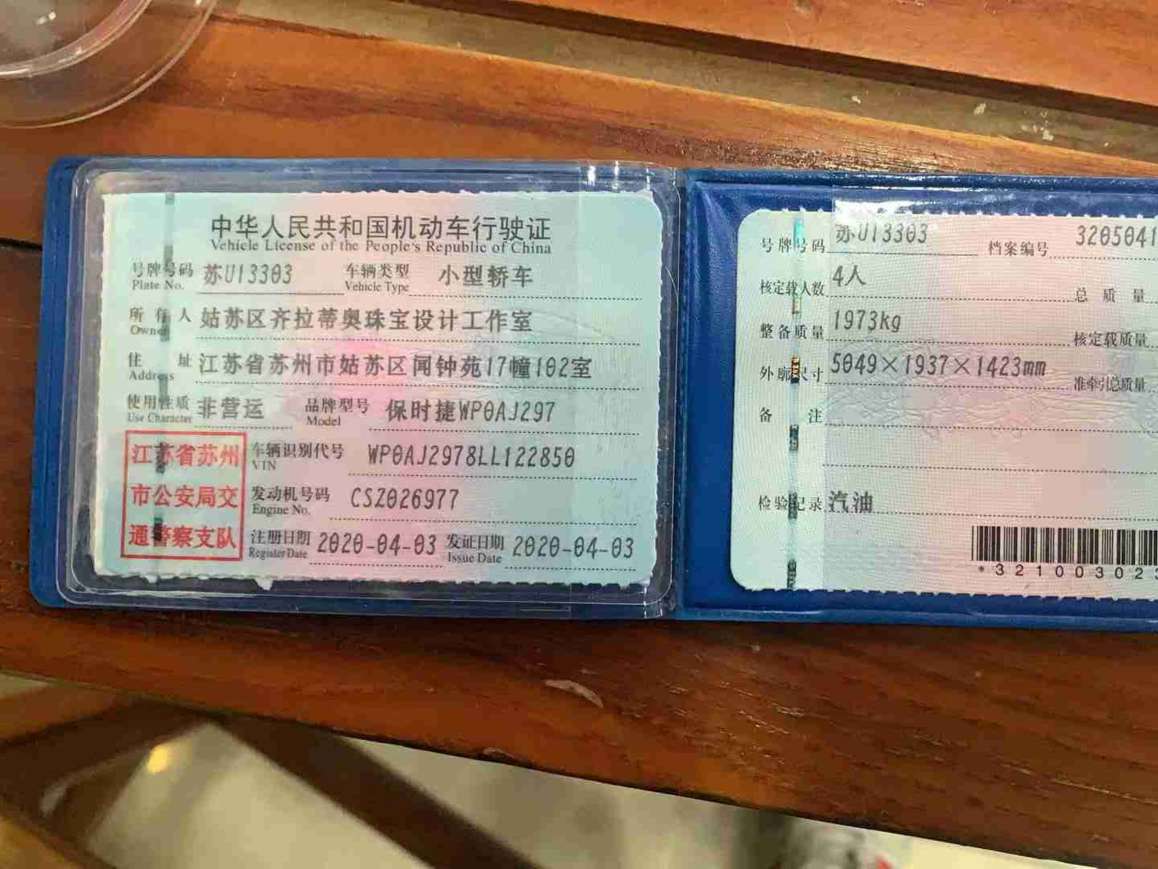 中华人民共和国机动车行驶证
Vehicle License of the People's Republic of China
号牌号码 苏U13303 车辆类型 小型轿车
Plate No. Vehicle Type
所有人 姑苏区齐拉蒂奥珠宝设计工作室
Owner
住址 江苏省苏州市姑苏区闻钟苑17幢102室
Address
使用性质 非营运 品牌型号 保时捷WP0AJ297
Use Character Model
江苏省苏州
市公安局交
通警察支队
车辆识别代号 WP0AJ2978LL122850
VIN
发动机号码 CSZ026977
Engine No.
注册日期 2020-04-03 发证日期 2020-04-03
Register Date Issue Date
号牌号码 苏U13303 档案编号 3205041
核定载人数 4人 总质量
整备质量 1973kg 核定载质量
外廓尺寸 5049×1937×1423mm 准牵引总质量
备注
检验记录 汽油
*321003023